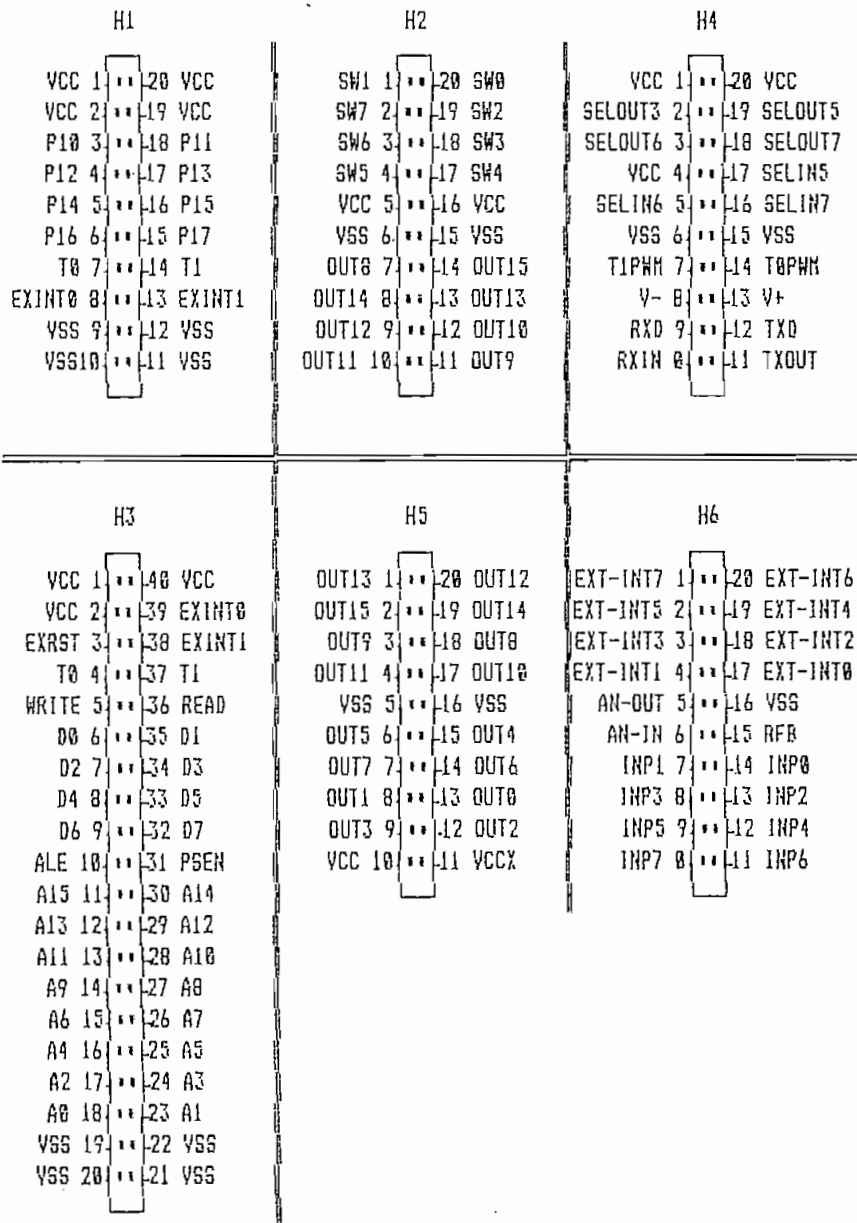 H1
VCC 1 20 VCC
VCC 2 19 VCC
P10 3 18 P11
P12 4 17 P13
P14 5 16 P15
P16 6 15 P17
T0 7 14 T1
EXINT0 8 13 EXINT1
VSS 9 12 VSS
VSS10 11 VSS
H2
SW1 1 20 SW0
SW7 2 19 SW2
SW6 3 18 SW3
SW5 4 17 SW4
VCC 5 16 VCC
VSS 6 15 VSS
OUT8 7 14 OUT15
OUT14 8 13 OUT13
OUT12 9 12 OUT10
OUT11 10 11 OUT9
H4
VCC 1 20 VCC
SELOUT3 2 19 SELOUT5
SELOUT6 3 18 SELOUT7
VCC 4 17 SELIN5
SELIN6 5 16 SELIN7
VSS 6 15 VSS
T1PWM 7 14 T0PWM
V- 8 13 V+
RXD 9 12 TXD
RXIN 0 11 TXOUT
H3
VCC 1 40 VCC
VCC 2 39 EXINT0
EXRST 3 38 EXINT1
T0 4 37 T1
WRITE 5 36 READ
D0 6 35 D1
D2 7 34 D3
D4 8 33 D5
D6 9 32 D7
ALE 10 31 PSEN
A15 11 30 A14
A13 12 29 A12
A11 13 28 A10
A9 14 27 A8
A6 15 26 A7
A4 16 25 A5
A2 17 24 A3
A0 18 23 A1
VSS 19 22 VSS
VSS 20 21 VSS
H5
OUT13 1 20 OUT12
OUT15 2 19 OUT14
OUT9 3 18 OUT8
OUT11 4 17 OUT10
VSS 5 16 VSS
OUT5 6 15 OUT4
OUT7 7 14 OUT6
OUT1 8 13 OUT0
OUT3 9 12 OUT2
VCC 10 11 VCCX
H6
EXT-INT7 1 20 EXT-INT6
EXT-INT5 2 19 EXT-INT4
EXT-INT3 3 18 EXT-INT2
EXT-INT1 4 17 EXT-INT0
AN-OUT 5 16 VSS
AN-IN 6 15 RFB
INP1 7 14 INP0
INP3 8 13 INP2
INP5 9 12 INP4
INP7 0 11 INP6